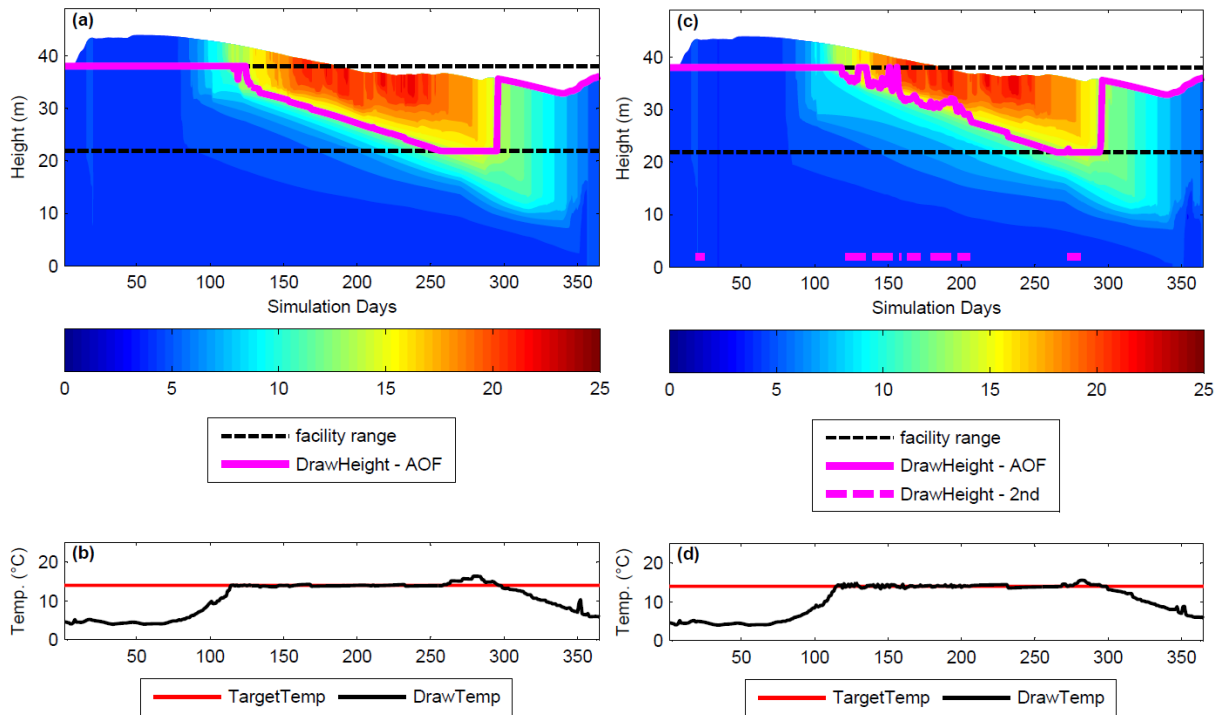 (a)
Height (m)
40
30
20
10
0
50 100 150 200 250 300 350
Simulation Days
0 5 10 15 20 25
facility range
DrawHeight - AOF
(b)
Temp. (°C)
20
10
0
50 100 150 200 250 300 350
TargetTemp DrawTemp
(c)
Height (m)
40
30
20
10
0
50 100 150 200 250 300 350
Simulation Days
0 5 10 15 20 25
facility range
DrawHeight - AOF
DrawHeight - 2nd
(d)
Temp. (°C)
20
10
0
50 100 150 200 250 300 350
TargetTemp DrawTemp